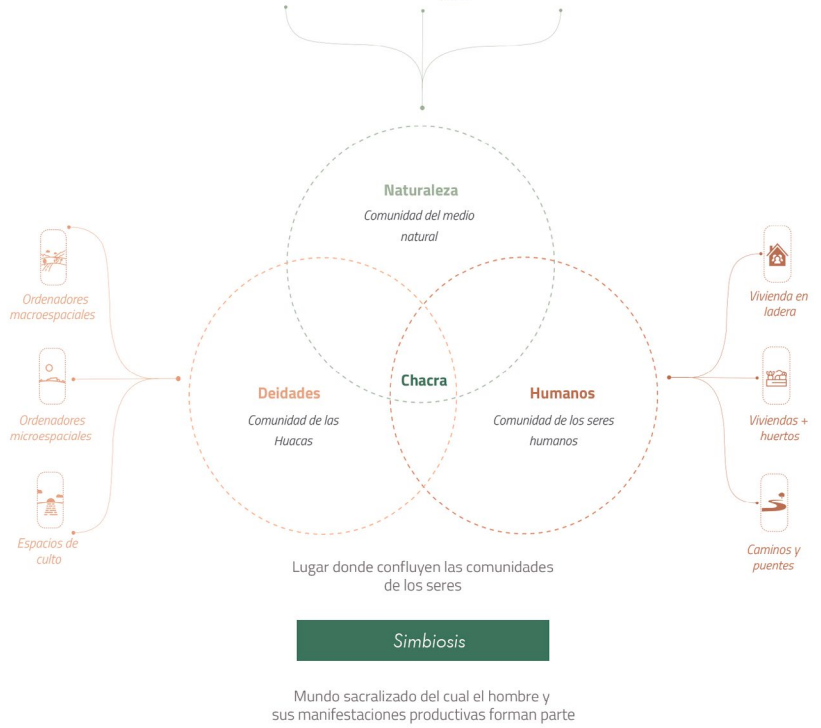 Naturaleza
Comunidad del medio
natural
Ordenadores
macroespaciales
Vivienda en
ladera
Chacra
Deidades
Humanos
Comunidad de las
Huacas
Comunidad de los seres
humanos
Ordenadores
microespaciales
Viviendas +
huertos
Espacios de
culto
Caminos y
puentes
Lugar donde confluyen las comunidades
de los seres
Simbiosis
Mundo sacralizado del cual el hombre y
sus manifestaciones productivas forman parte